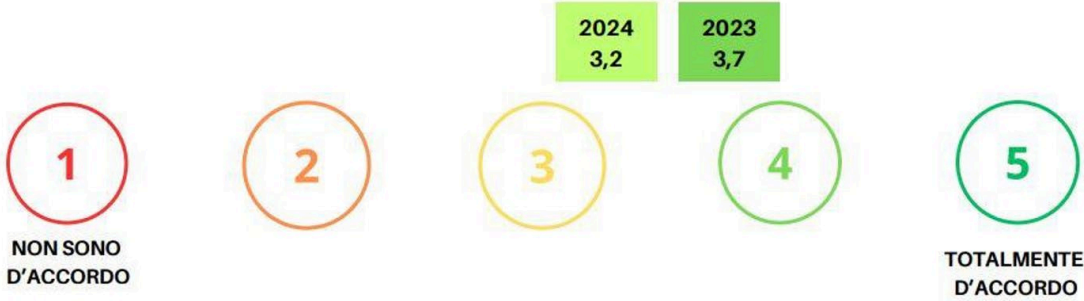 2024
3,2
2023
3,7
1
2
3
4
5
NON SONO
D'ACCORDO
TOTALMENTE
D'ACCORDO